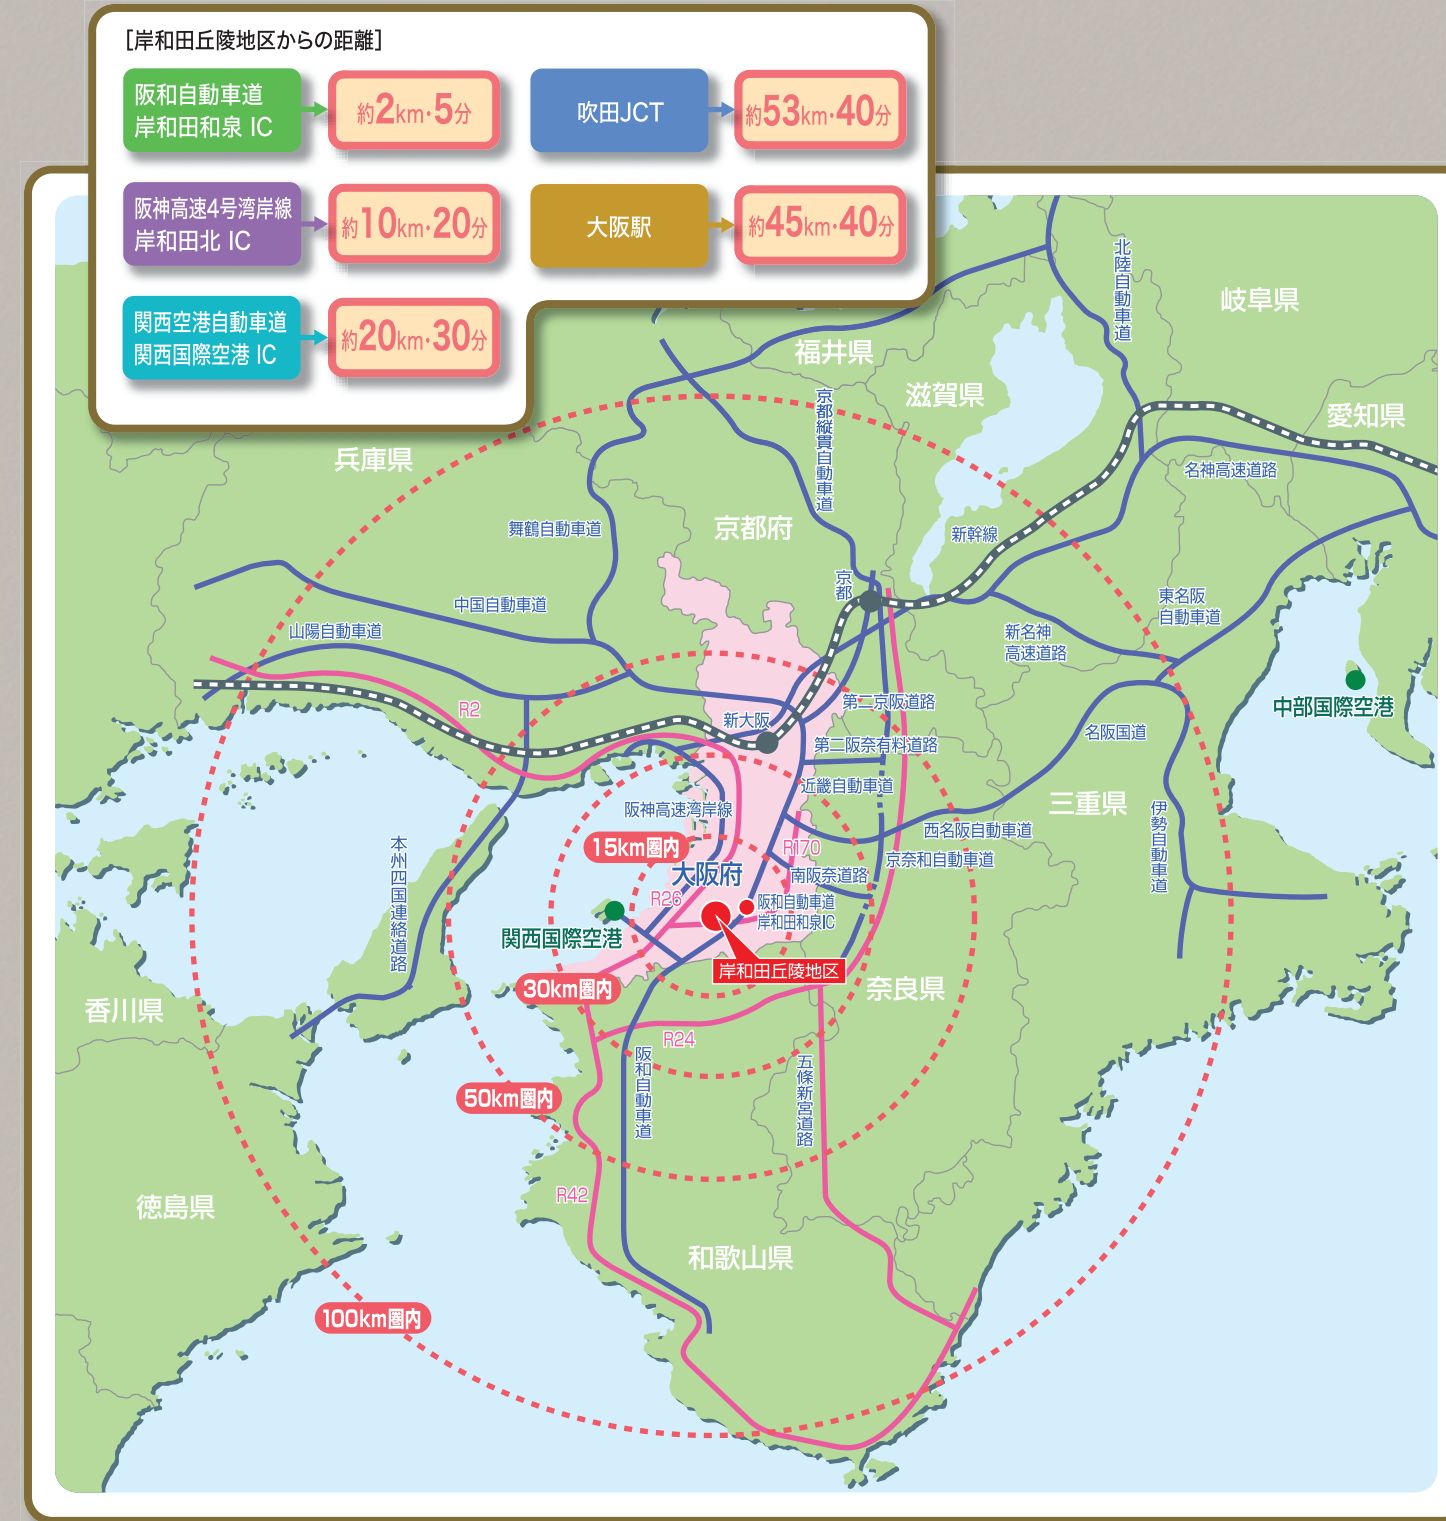 [岸和田丘陵地区からの距離]
阪和自動車道
岸和田和泉 IC
約2km·5分
吹田JCT
約53km·40分
阪神高速4号湾岸線
岸和田北 IC
約10km·20分
大阪駅
約45km·40分
関西空港自動車道
関西国際空港 IC
約20km·30分
北陸自動車道
岐阜県
福井県
滋賀県
愛知県
京都縦貫自動車道
兵庫県
名神高速道路
舞鶴自動車道
京都府
新幹線
京都
中国自動車道
東名阪
自動車道
山陽自動車道
新名神
高速道路
第二京阪道路
中部国際空港
R2
新大阪
名阪国道
第二阪奈有料道路
近畿自動車道
三重県
阪神高速湾岸線
西名阪自動車道
伊勢自動車道
本州四国連絡道路
15km圏内
R170
京奈和自動車道
大阪府
南阪奈道路
R26
阪和自動車道
岸和田和泉IC
関西国際空港
岸和田丘陵地区
30km圏内
奈良県
香川県
R24
阪和自動車道
五條新宮道路
50km圏内
R42
徳島県
和歌山県
100km圏内